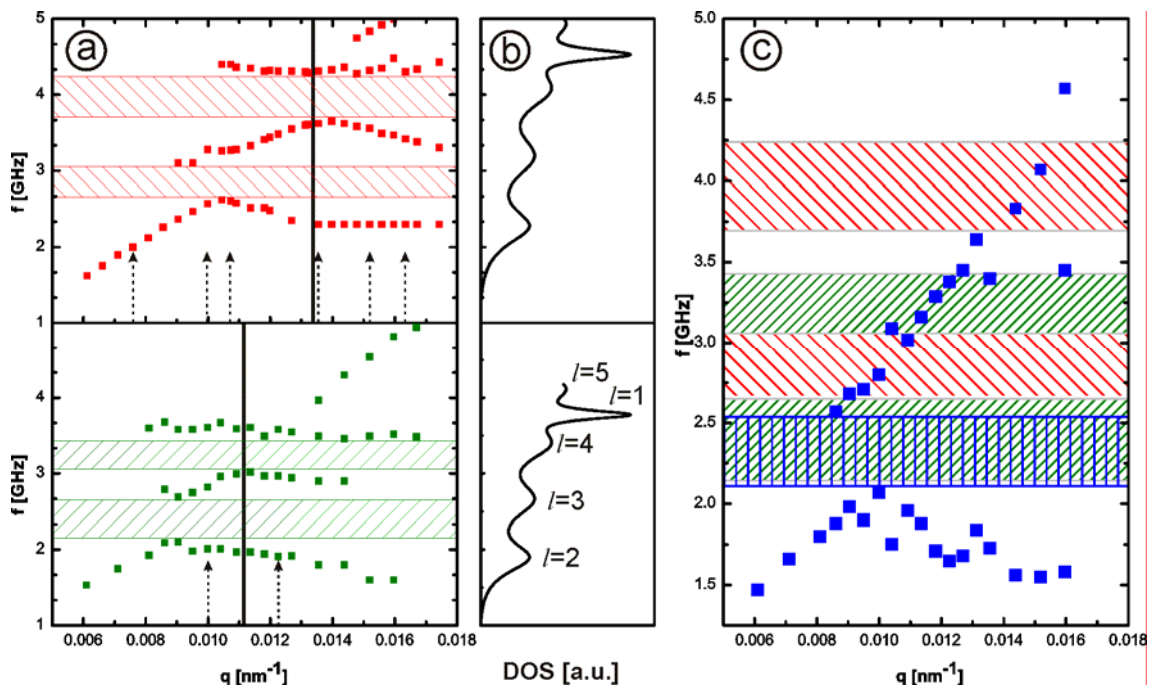 a
b
c
5
4
3
2
1
f [GHz]
4
3
2
1
f [GHz]
0.006 0.008 0.010 0.012 0.014 0.016 0.018
q [nm⁻¹]
l=5
l=1
l=4
l=3
l=2
DOS [a.u.]
5.0
4.5
4.0
3.5
3.0
2.5
2.0
1.5
f [GHz]
0.006 0.008 0.010 0.012 0.014 0.016 0.018
q [nm⁻¹]